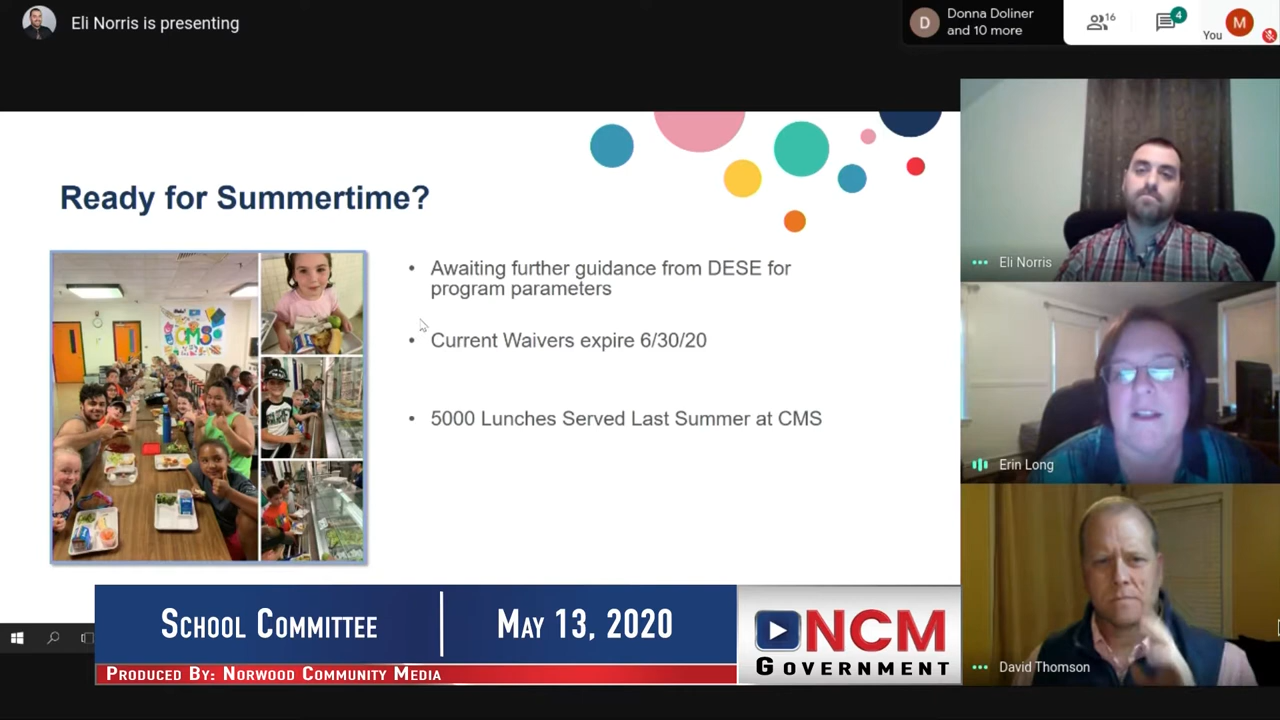 Eli Norris is presenting
D
Donna Doliner
and 10 more
16
4
You
M
Ready for Summertime?
CMS
• Awaiting further guidance from DESE for
program parameters
• Current Waivers expire 6/30/20
• 5000 Lunches Served Last Summer at CMS
Eli Norris
Erin Long
David Thomson
School Committee
May 13, 2020
Produced By: Norwood Community Media
NCM
Government